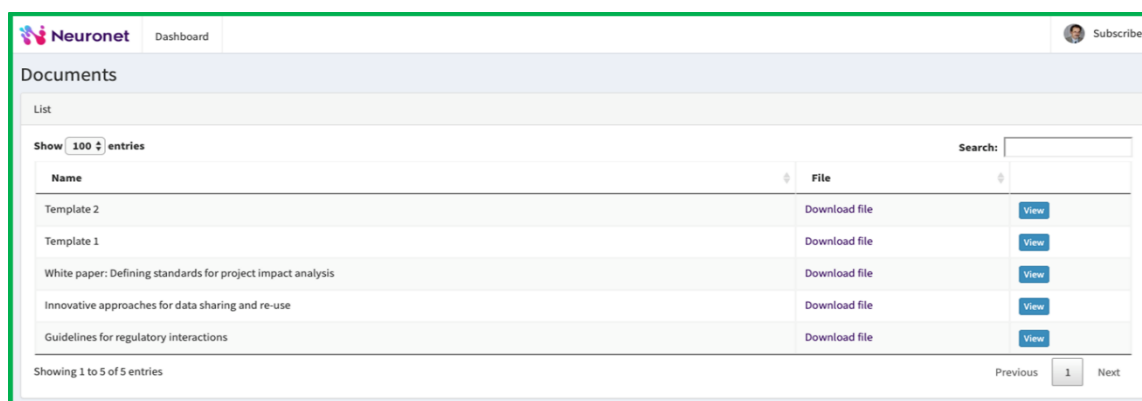 Neuronet Dashboard Subscribe
Documents
List
Show 100 entries Search:
Name File
Template 2 Download file View
Template 1 Download file View
White paper: Defining standards for project impact analysis Download file View
Innovative approaches for data sharing and re-use Download file View
Guidelines for regulatory interactions Download file View
Showing 1 to 5 of 5 entries Previous 1 Next